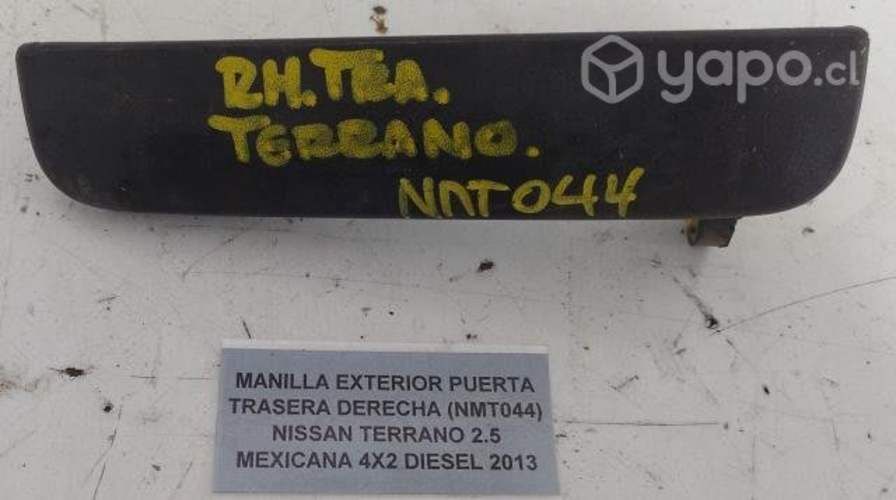 yapo.cl
RH.TRA.
TERRANO.
NMT044
MANILLA EXTERIOR PUERTA
TRASERA DERECHA (NMT044)
NISSAN TERRANO 2.5
MEXICANA 4X2 DIESEL 2013